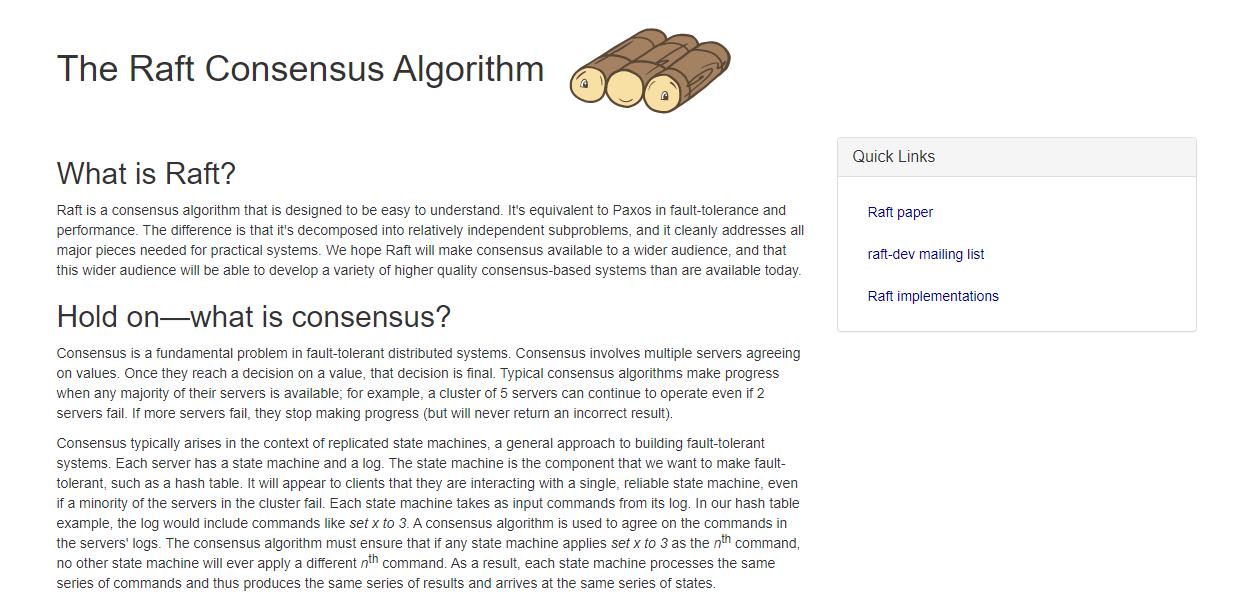 The Raft Consensus Algorithm
What is Raft?
Raft is a consensus algorithm that is designed to be easy to understand. It's equivalent to Paxos in fault-tolerance and
performance. The difference is that it's decomposed into relatively independent subproblems, and it cleanly addresses all
major pieces needed for practical systems. We hope Raft will make consensus available to a wider audience, and that
this wider audience will be able to develop a variety of higher quality consensus-based systems than are available today.
Hold on—what is consensus?
Consensus is a fundamental problem in fault-tolerant distributed systems. Consensus involves multiple servers agreeing
on values. Once they reach a decision on a value, that decision is final. Typical consensus algorithms make progress
when any majority of their servers is available; for example, a cluster of 5 servers can continue to operate even if 2
servers fail. If more servers fail, they stop making progress (but will never return an incorrect result).
Consensus typically arises in the context of replicated state machines, a general approach to building fault-tolerant
systems. Each server has a state machine and a log. The state machine is the component that we want to make fault-
tolerant, such as a hash table. It will appear to clients that they are interacting with a single, reliable state machine, even
if a minority of the servers in the cluster fail. Each state machine takes as input commands from its log. In our hash table
example, the log would include commands like set x to 3. A consensus algorithm is used to agree on the commands in
the servers' logs. The consensus algorithm must ensure that if any state machine applies set x to 3 as the nth command,
no other state machine will ever apply a different nth command. As a result, each state machine processes the same
series of commands and thus produces the same series of results and arrives at the same series of states.
Quick Links
Raft paper
raft-dev mailing list
Raft implementations